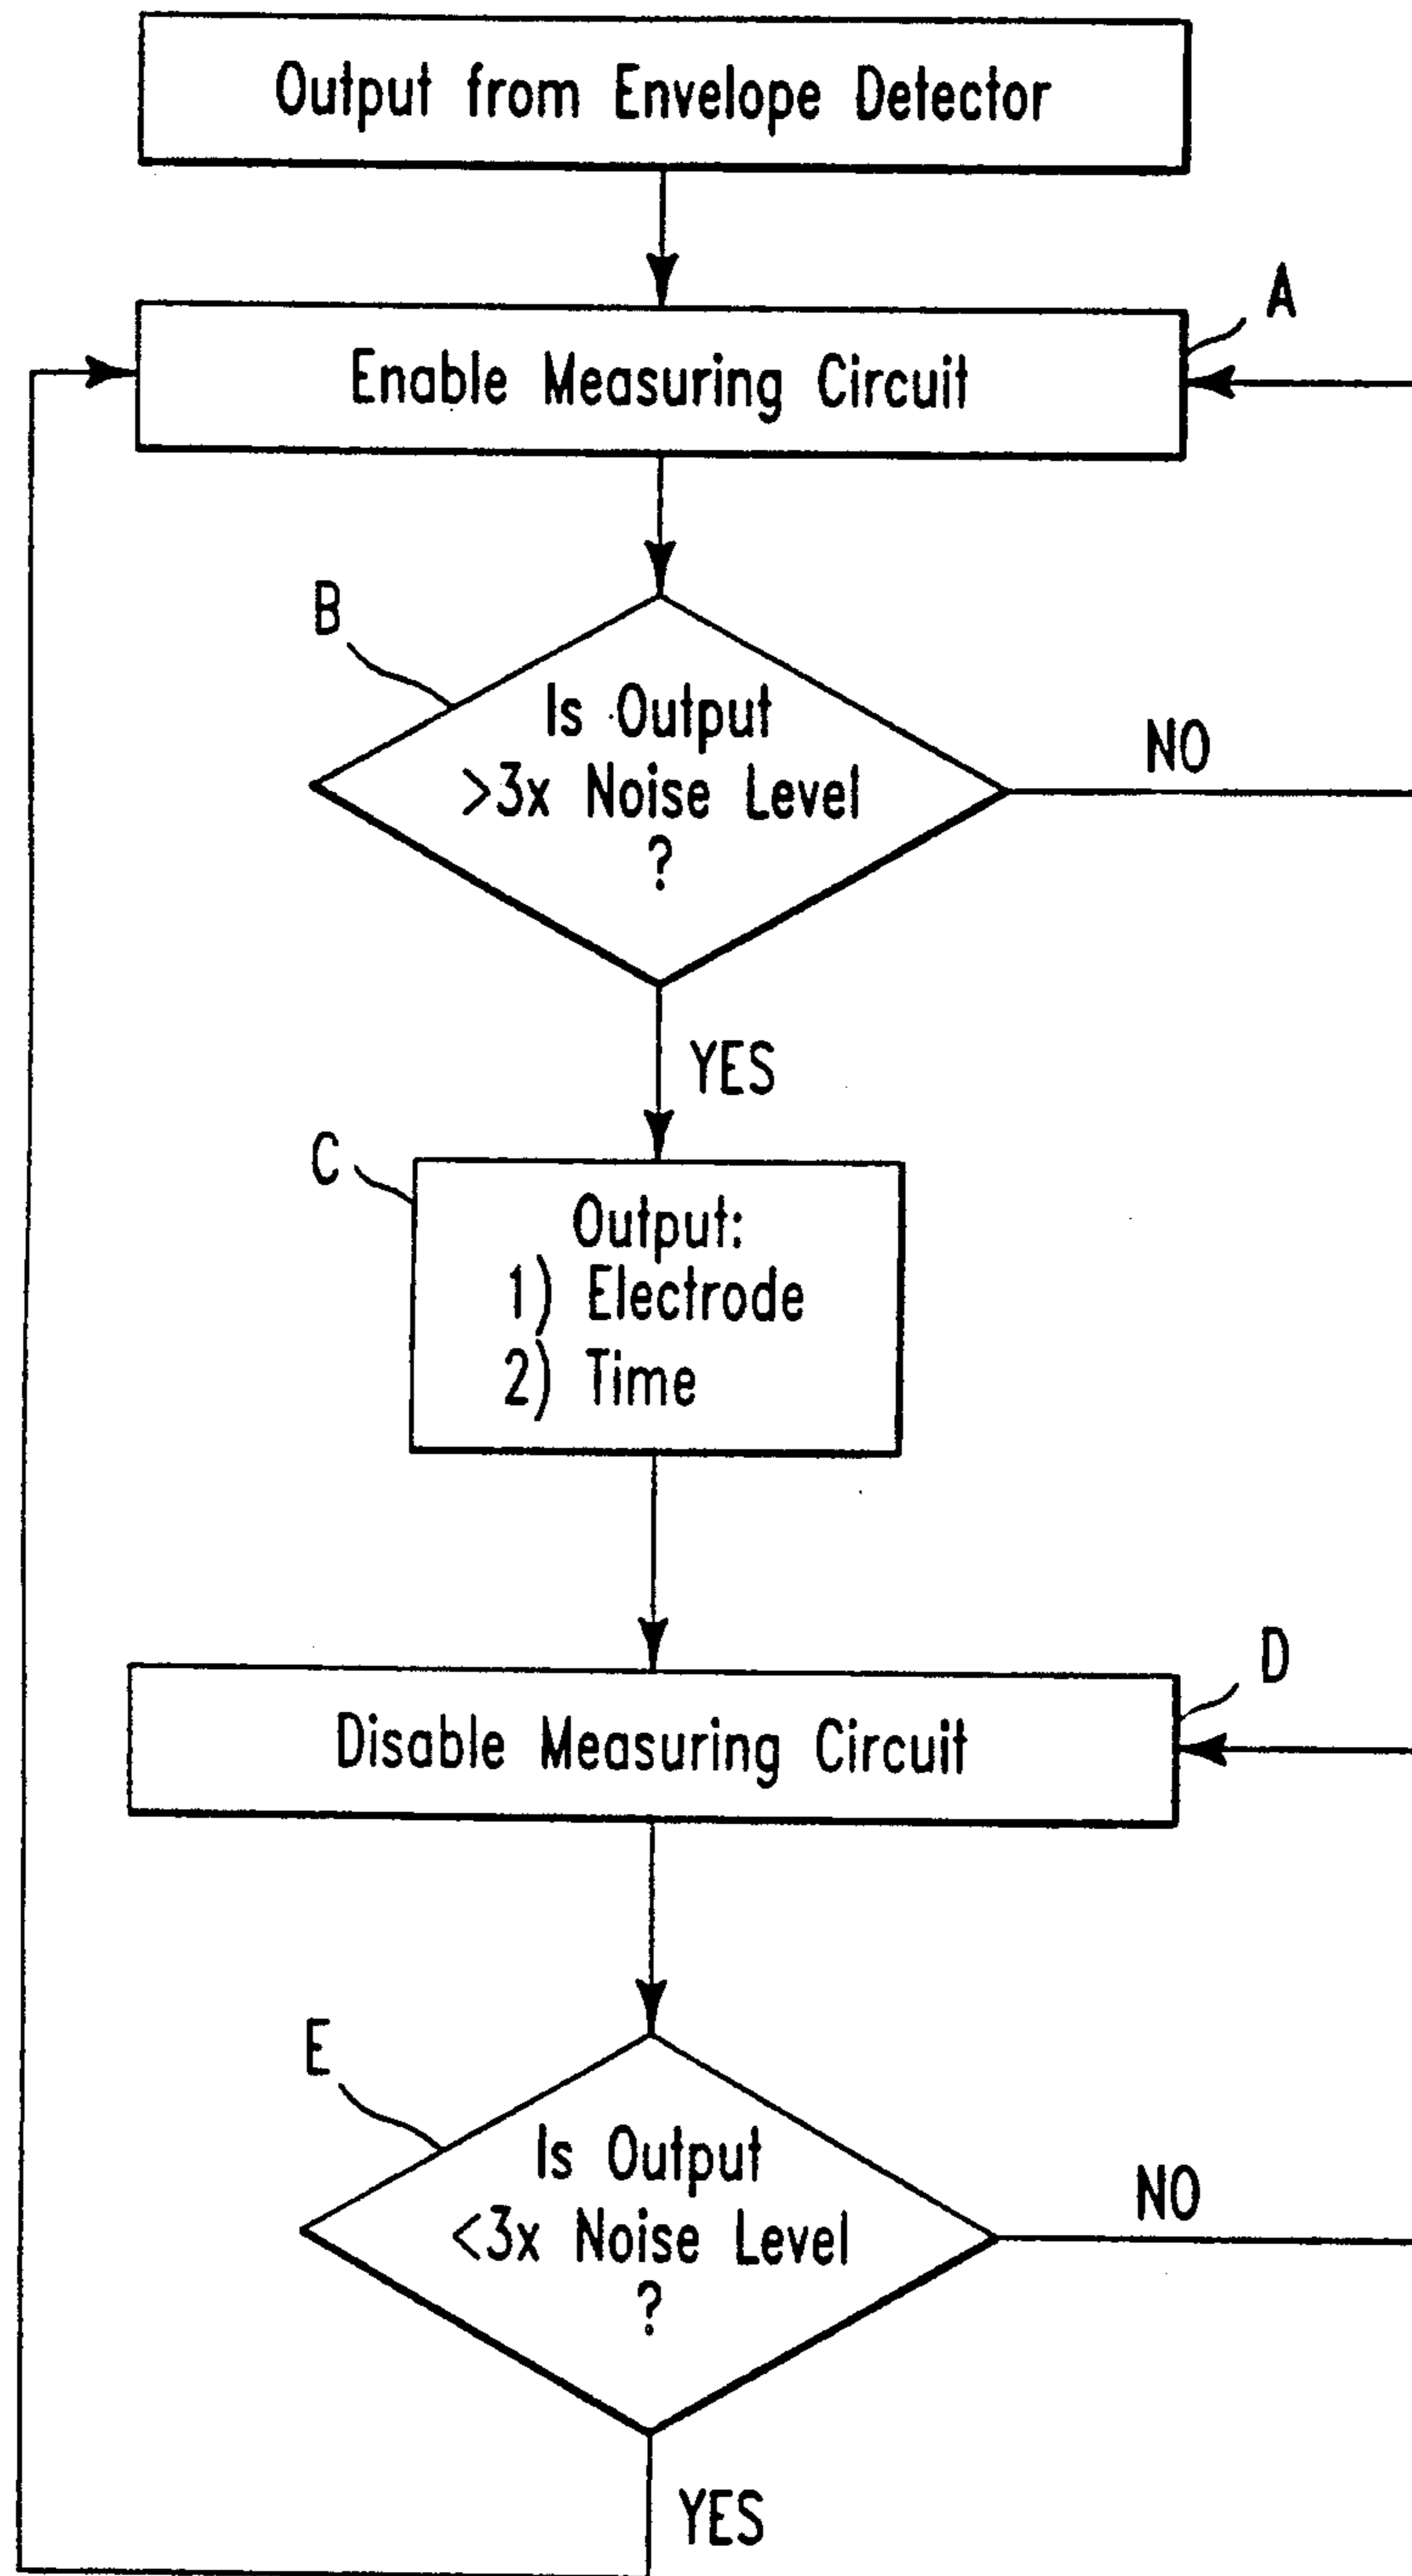 Output from Envelope Detector
A
Enable Measuring Circuit
B
Is Output
>3x Noise Level
?
NO
YES
C
Output:
1) Electrode
2) Time
D
Disable Measuring Circuit
E
Is Output
<3x Noise Level
?
NO
YES